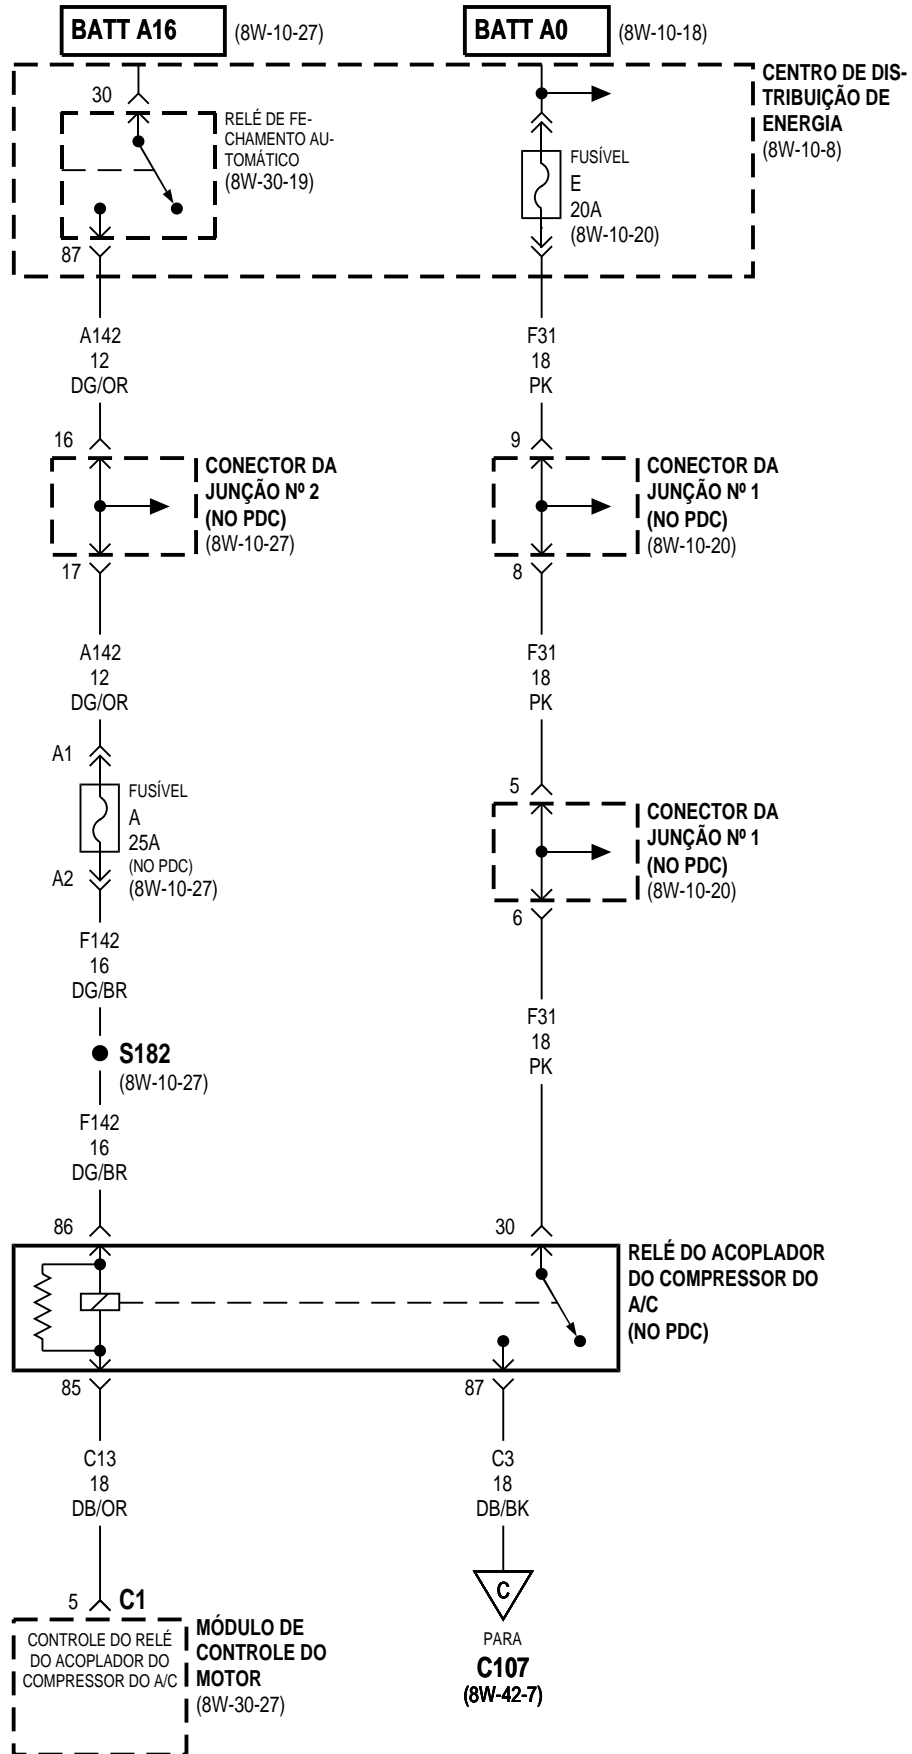 BATT A16
(8W-10-27)
BATT A0
(8W-10-18)
CENTRO DE DIS-
TRIBUIÇÃO DE
ENERGIA
(8W-10-8)
30
RELÉ DE FE-
CHAMENTO AU-
TOMÁTICO
(8W-30-19)
87
FUSÍVEL
E
20A
(8W-10-20)
A142
12
DG/OR
F31
18
PK
16
CONECTOR DA
JUNÇÃO Nº 2
(NO PDC)
(8W-10-27)
17
9
CONECTOR DA
JUNÇÃO Nº 1
(NO PDC)
(8W-10-20)
8
A142
12
DG/OR
F31
18
PK
A1
FUSÍVEL
A
25A
(NO PDC)
(8W-10-27)
A2
5
CONECTOR DA
JUNÇÃO Nº 1
(NO PDC)
(8W-10-20)
6
F142
16
DG/BR
S182
(8W-10-27)
F142
16
DG/BR
F31
18
PK
86
30
RELÉ DO ACOPLADOR
DO COMPRESSOR DO
A/C
(NO PDC)
85
87
C13
18
DB/OR
C3
18
DB/BK
5
C1
CONTROLE DO RELÉ
DO ACOPLADOR DO
COMPRESSOR DO A/C
MÓDULO DE
CONTROLE DO
MOTOR
(8W-30-27)
C
PARA
C107
(8W-42-7)